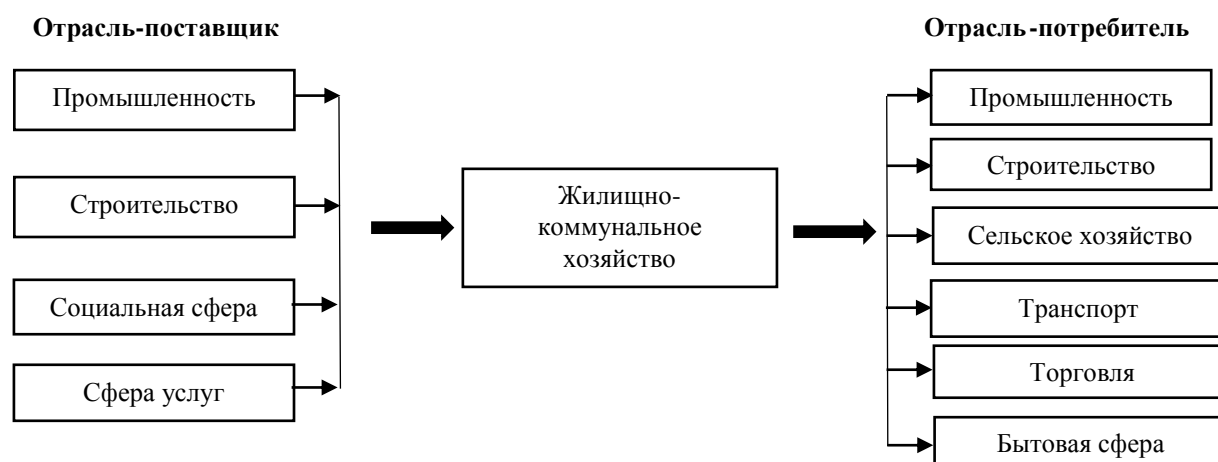 Отрасль-поставщик
Промышленность
Строительство
Социальная сфера
Сфера услуг
Жилищно-
коммунальное
хозяйство
Отрасль-потребитель
Промышленность
Строительство
Сельское хозяйство
Транспорт
Торговля
Бытовая сфера